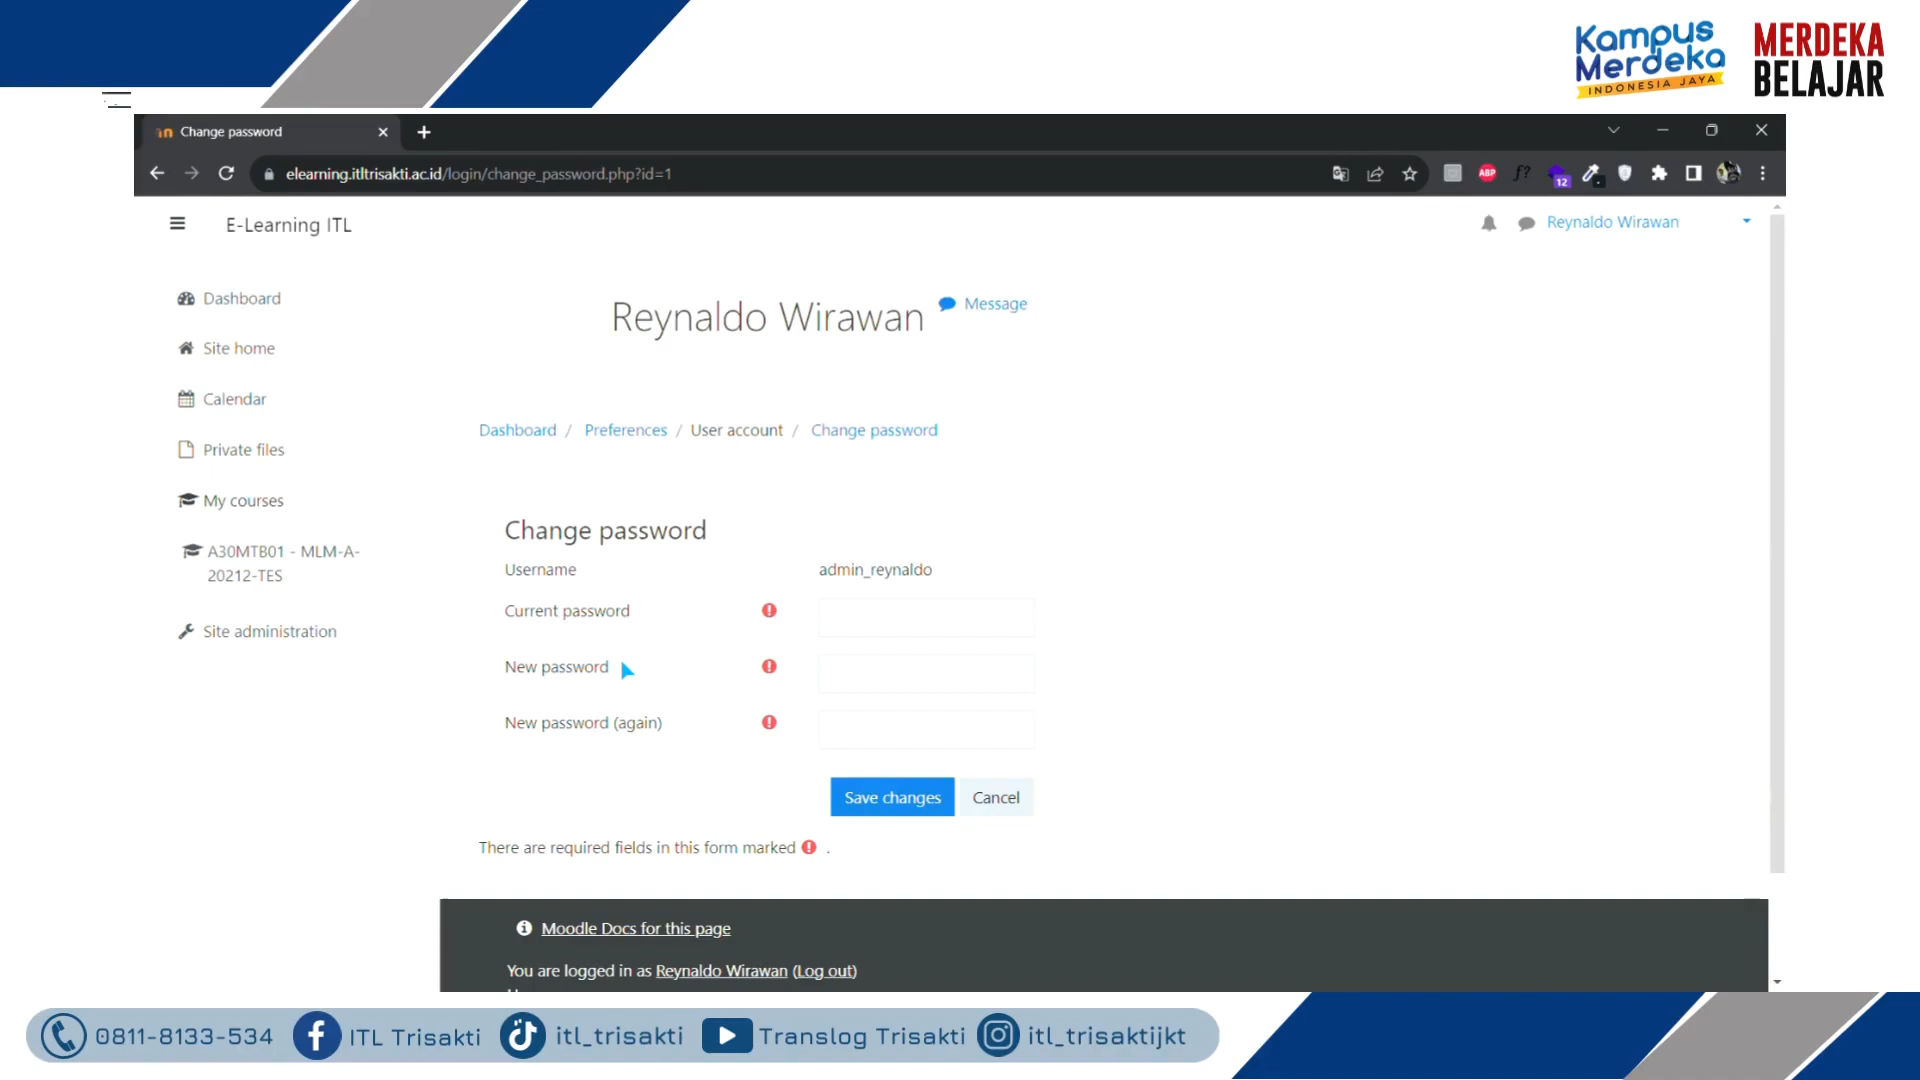 Kampus
Merdeka
INDONESIA JAYA
MERDEKA
BELAJAR
Change password
elearning.itltrisakti.ac.id/login/change_password.php?id=1
ABP
f?
12
E-Learning ITL
Reynaldo Wirawan
Dashboard
Site home
Calendar
Private files
My courses
A30MTB01 - MLM-A-
20212-TES
Site administration
Reynaldo Wirawan
Message
Dashboard / Preferences / User account / Change password
Change password
Username admin_reynaldo
Current password
New password
New password (again)
Save changes Cancel
There are required fields in this form marked .
Moodle Docs for this page
You are logged in as Reynaldo Wirawan (Log out)
0811-8133-534 ITL Trisakti itl_trisakti Translog Trisakti itl_trisaktijkt